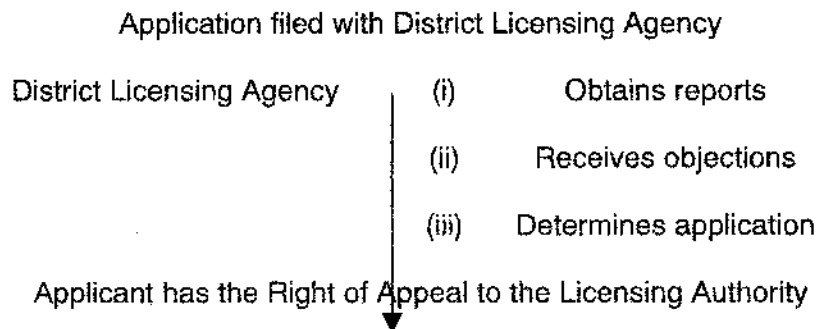 Application filed with District Licensing Agency
District Licensing Agency (i) Obtains reports
(ii) Receives objections
(iii) Determines application
Applicant has the Right of Appeal to the Licensing Authority